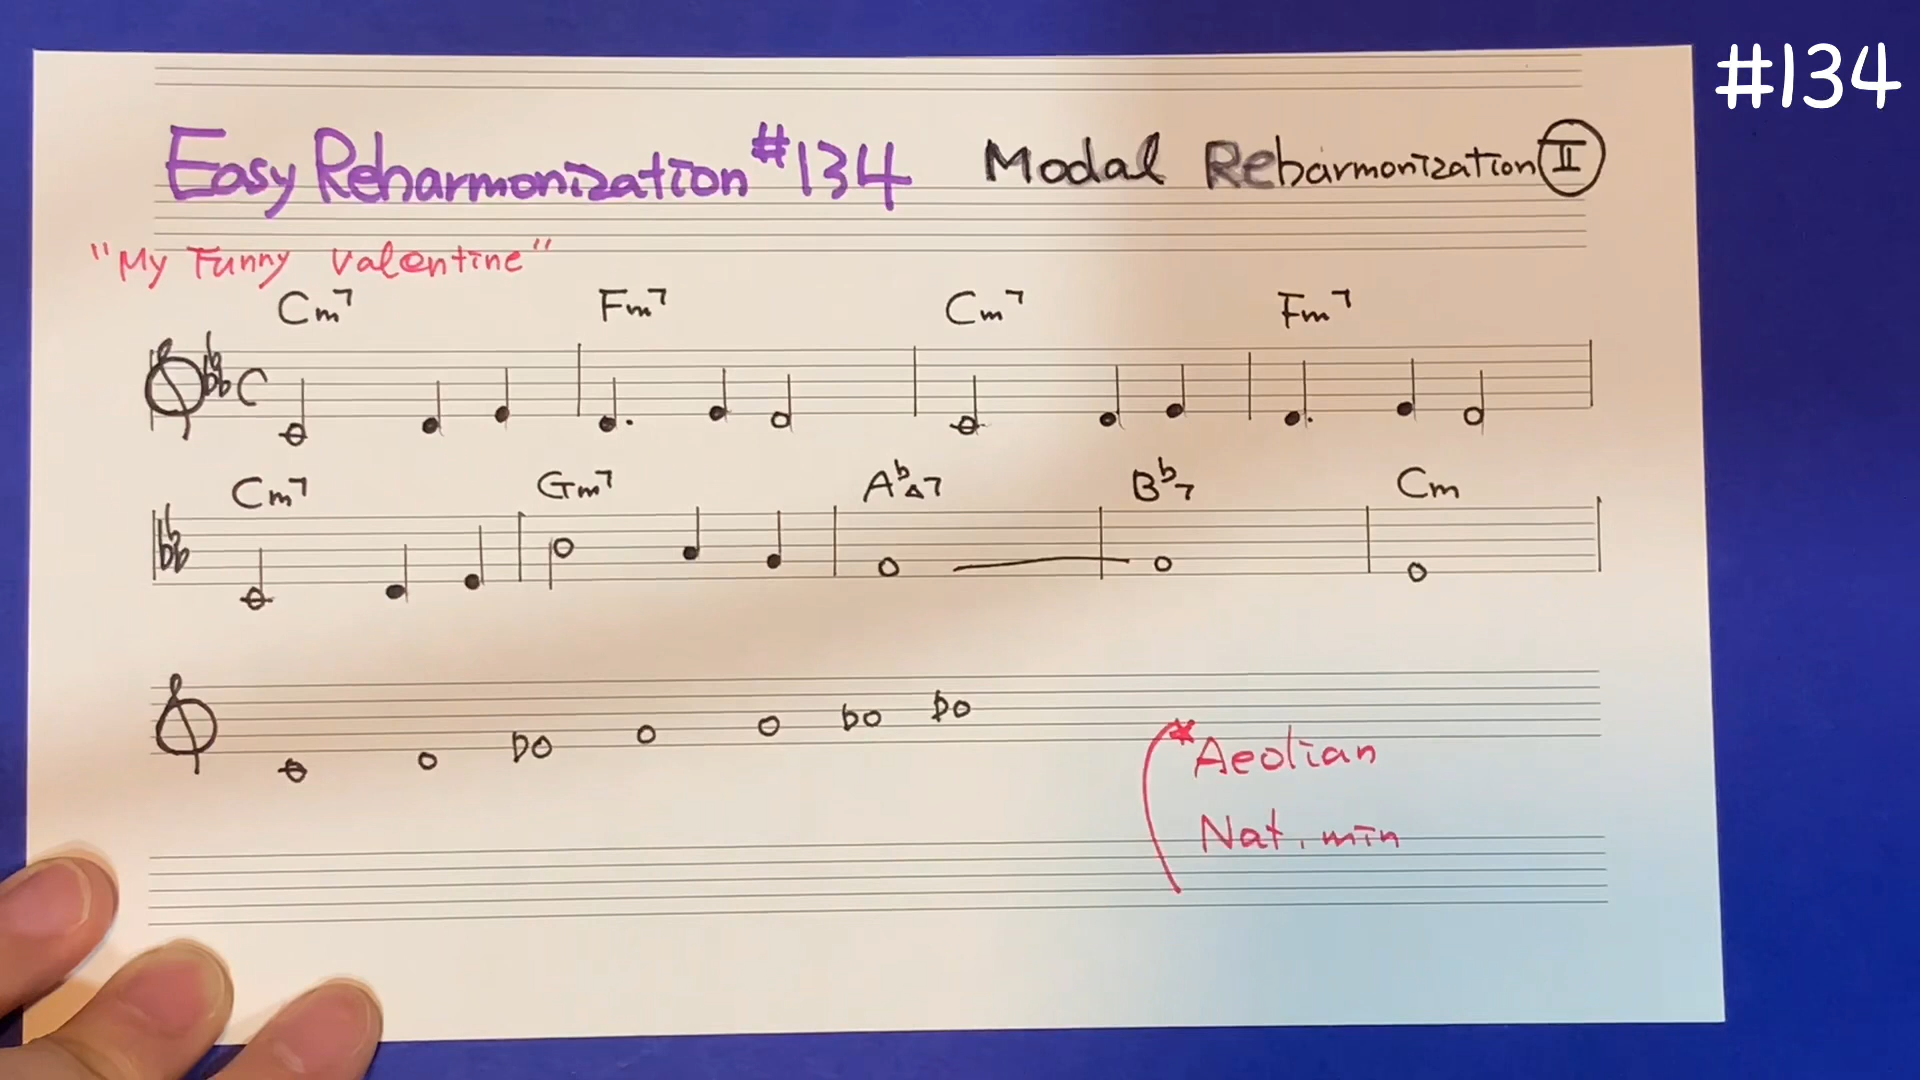 #134
Easy Reharmonization #134 Modal Reharmonization II
"My Funny Valentine"
Cm7 Fm7 Cm7 Fm7
Cm7 Gm7 A♭△7 B♭7 Cm
*Aeolian
Nat. min